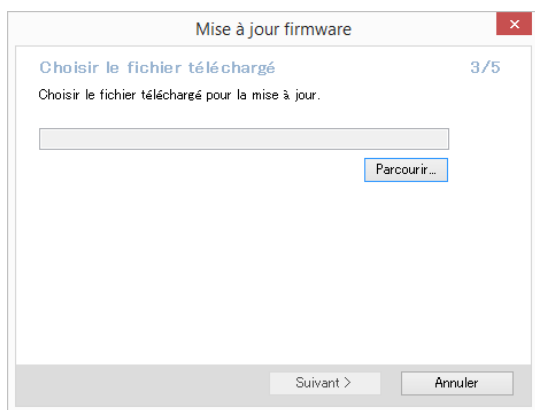 Mise à jour firmware
Choisir le fichier téléchargé 3/5
Choisir le fichier téléchargé pour la mise à jour.
Parcourir...
Suivant > Annuler